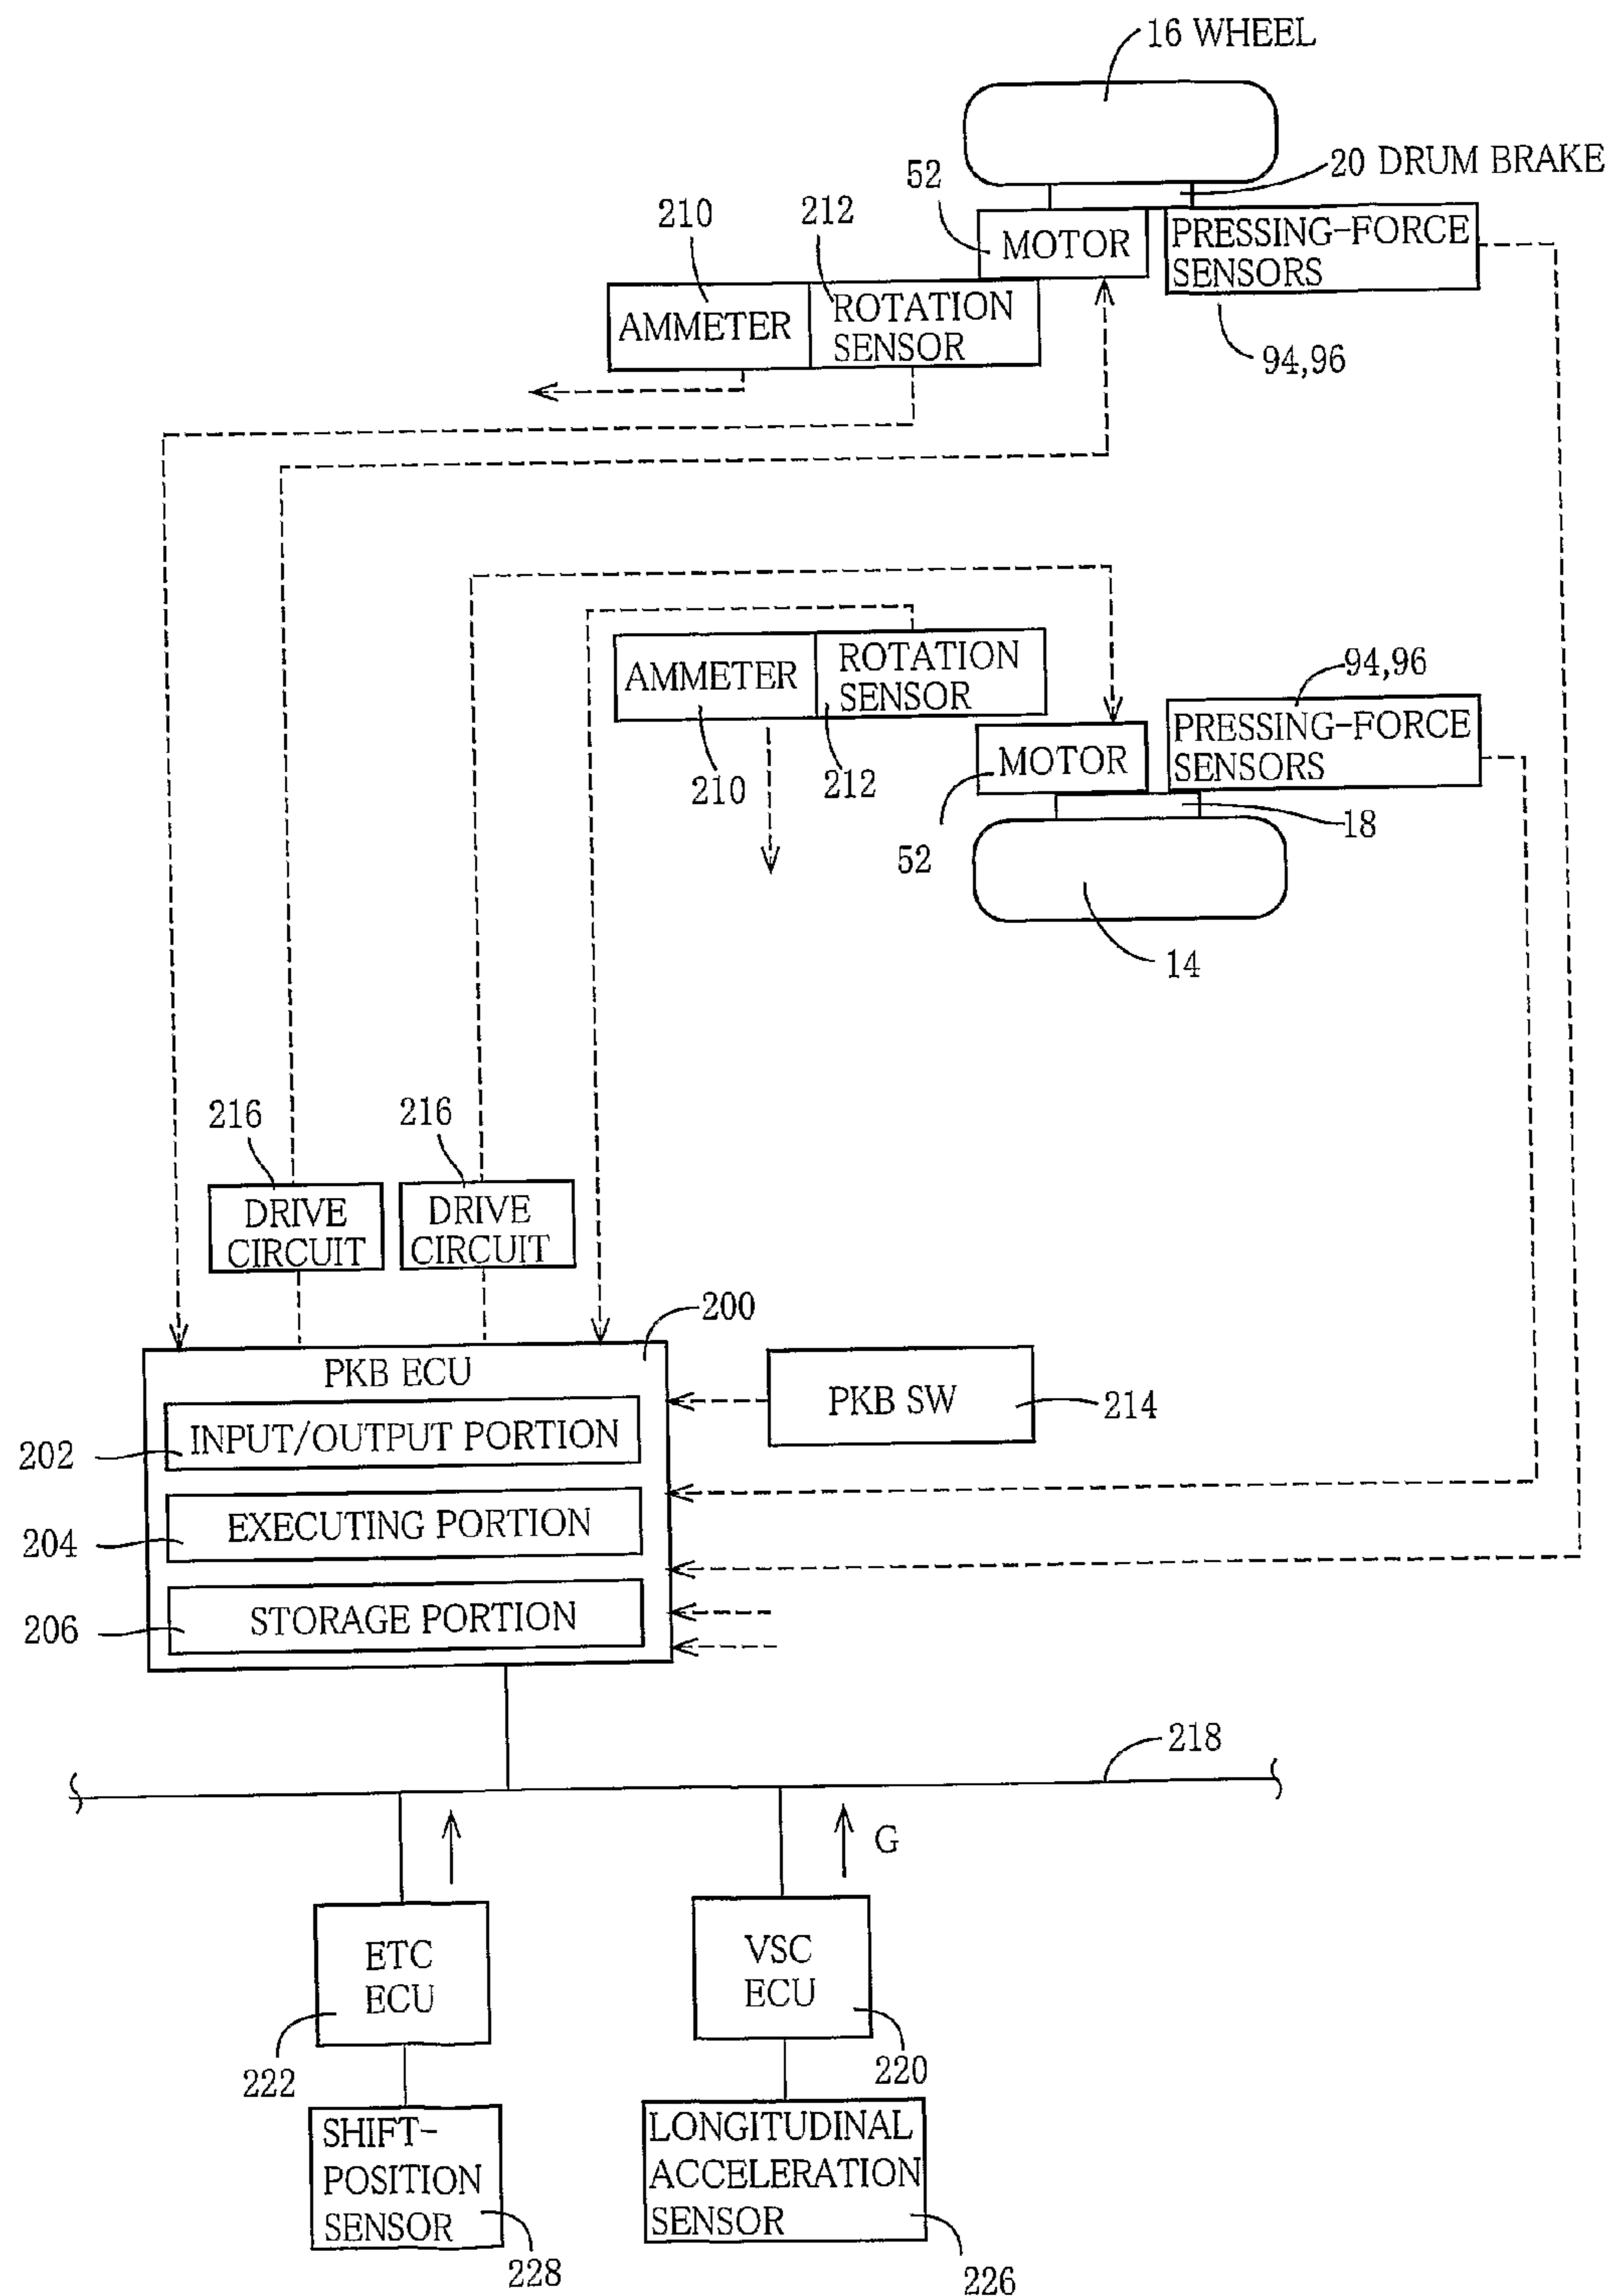 16 WHEEL
20 DRUM BRAKE
52
210
212
MOTOR
PRESSING-FORCE
SENSORS
AMMETER
ROTATION
SENSOR
94,96
AMMETER
ROTATION
SENSOR
94,96
PRESSING-FORCE
SENSORS
MOTOR
210
212
18
52
14
216
216
DRIVE
CIRCUIT
DRIVE
CIRCUIT
200
PKB ECU
PKB SW
214
INPUT/OUTPUT PORTION
202
EXECUTING PORTION
204
STORAGE PORTION
206
218
G
ETC
ECU
VSC
ECU
222
220
SHIFT-
POSITION
SENSOR
LONGITUDINAL
ACCELERATION
SENSOR
228
226